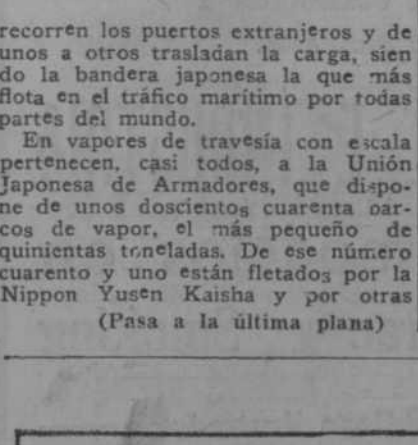 recorren los puertos extranjeros y de
unos a otros trasladan la carga, sien
do la bandera japonesa la que más
flota en el tráfico marítimo por todas
partes del mundo.
En vapores de travesía con escala
pertenecen, casi todos, a la Unión
Japonesa de Armadores, que dispo-
ne de unos doscientos cuarenta oar-
cos de vapor, el más pequeño de
quinientas toneladas. De ese número
cuarento y uno están fletados por la
Nippon Yusen Kaisha y por otras
(Pasa a la última plana)